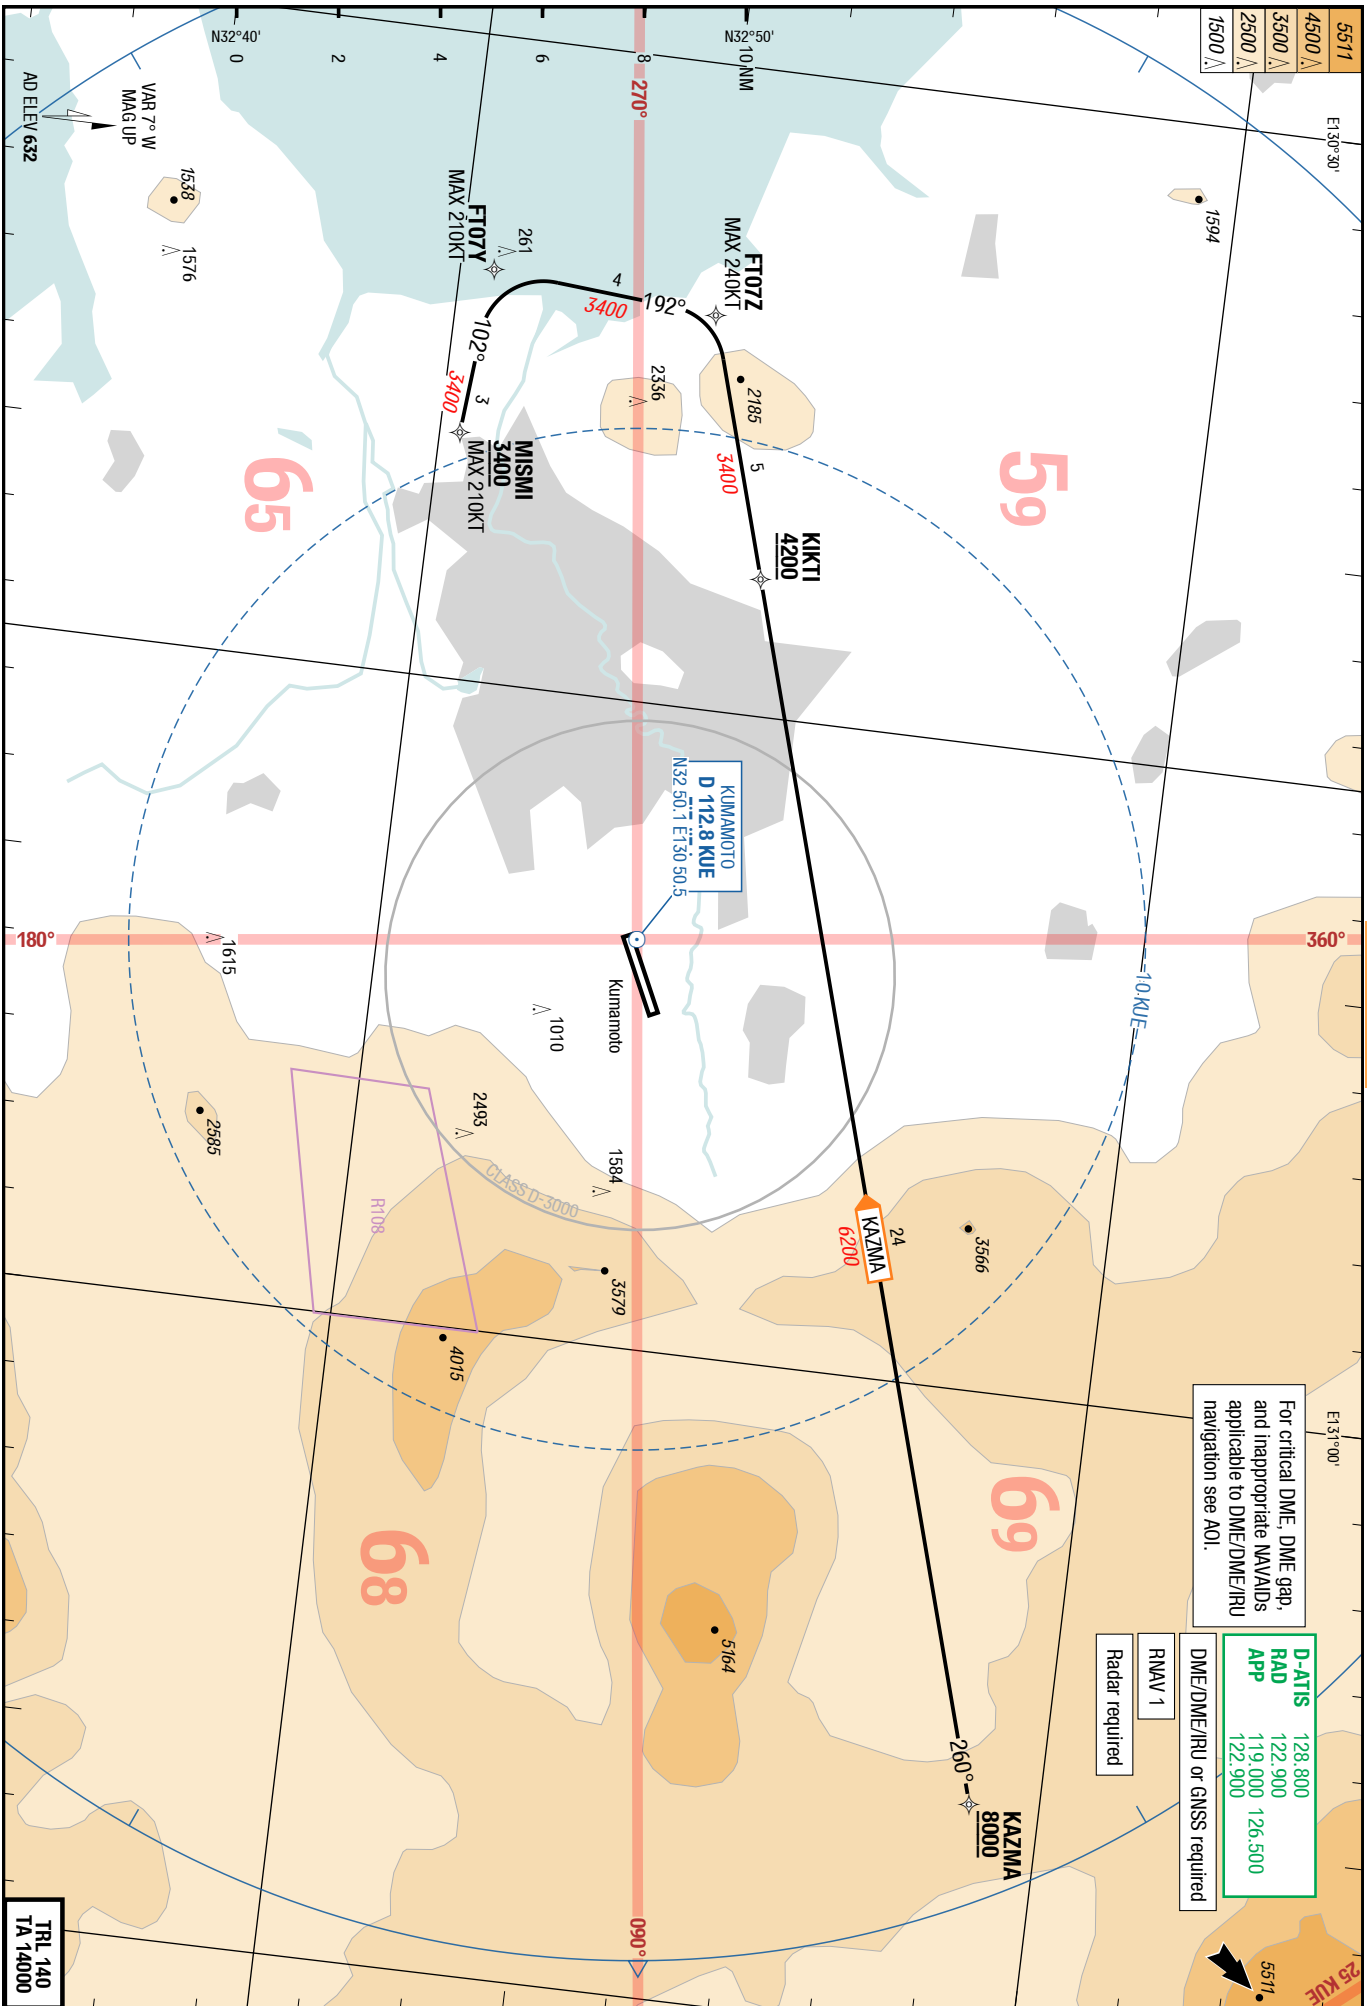 5511
4500
3500
2500
1500
E130°30'
E131°00'
N32°40'
N32°50'
0
2
4
6
8
10 NM
VAR 7° W
MAG UP
AD ELEV 632
270°
360°
180°
090°
1594
1538
1576
261
FT07Y
MAX 210KT
FT07Z
MAX 240KT
4
3400
192°
102°
3
3400
MISMI
3400
MAX 210KT
2336
2185
5
3400
KIKTI
4200
59
65
KUMAMOTO
D 112.8 KUE
N32 50.1 E130 50.5
Kumamoto
10 KUE
1615
1010
2493
1584
2585
CLASS D-3000
R108
3579
4015
3566
24
KAZMA
6200
69
68
5164
260°
KAZMA
8000
For critical DME, DME gap,
and inappropriate NAVAIDs
applicable to DME/DME/IRU
navigation see AOI.
D-ATIS 128.800
RAD 122.900
APP 119.000 126.500
122.900
DME/DME/IRU or GNSS required
RNAV 1
Radar required
5511
25 KUE
TRL 140
TA 14000